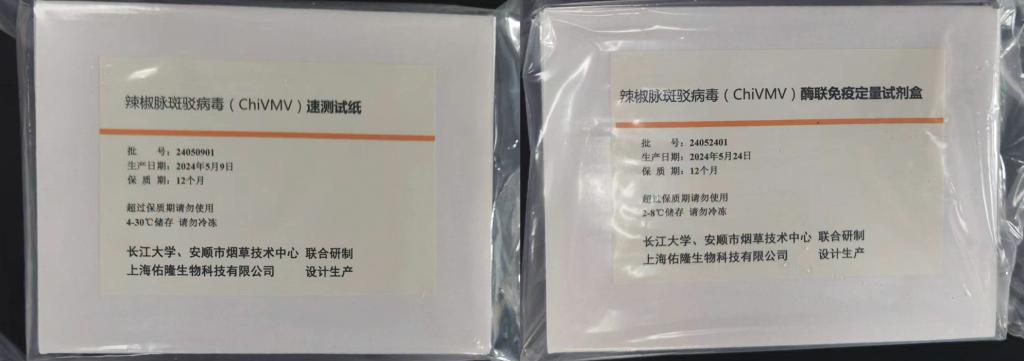 辣椒脉斑驳病毒（ChiVMV）速测试纸
批 号：24050901
生产日期：2024年5月9日
保 质 期：12个月
超过保质期请勿使用
4-30℃储存 请勿冷冻
长江大学、安顺市烟草技术中心 联合研制
上海佑隆生物科技有限公司 设计生产
辣椒脉斑驳病毒（ChiVMV）酶联免疫定量试剂盒
批 号：24052401
生产日期：2024年5月24日
保 质 期：12个月
超过保质期请勿使用
2-8℃储存 请勿冷冻
长江大学、安顺市烟草技术中心 联合研制
上海佑隆生物科技有限公司 设计生产